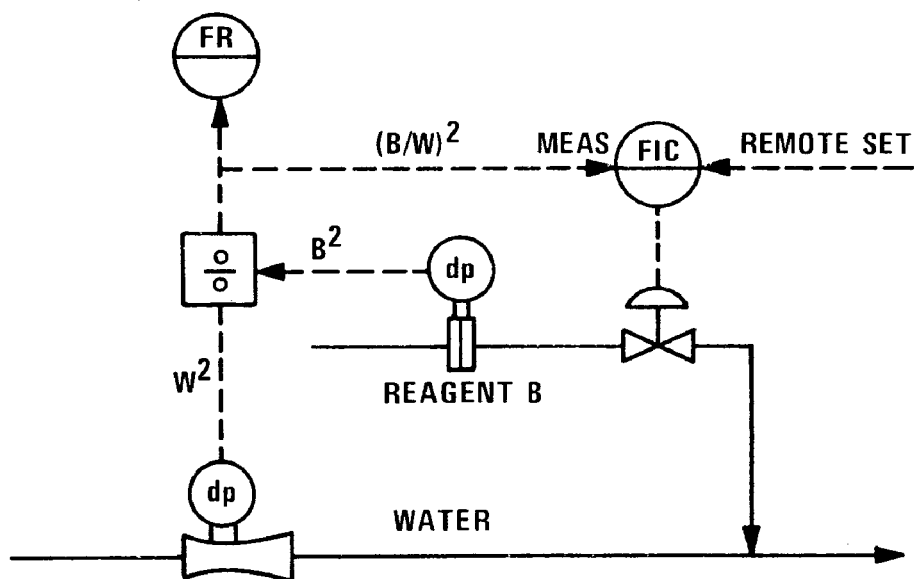 FR
(B/W)²
MEAS
FIC
REMOTE SET
÷
B²
dp
W²
REAGENT B
dp
WATER